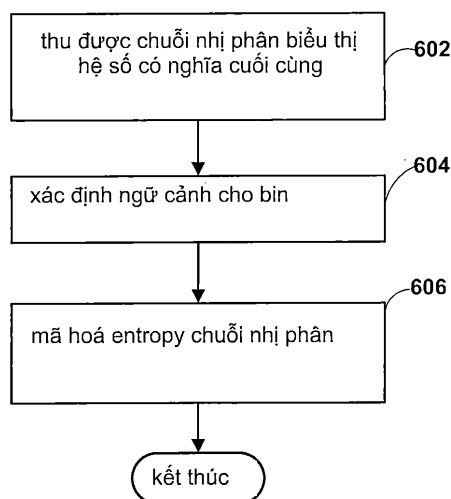 thu được chuỗi nhị phân biểu thị
hệ số có nghĩa cuối cùng
602
604
xác định ngữ cảnh cho bin
606
mã hoá entropy chuỗi nhị phân
kết thúc